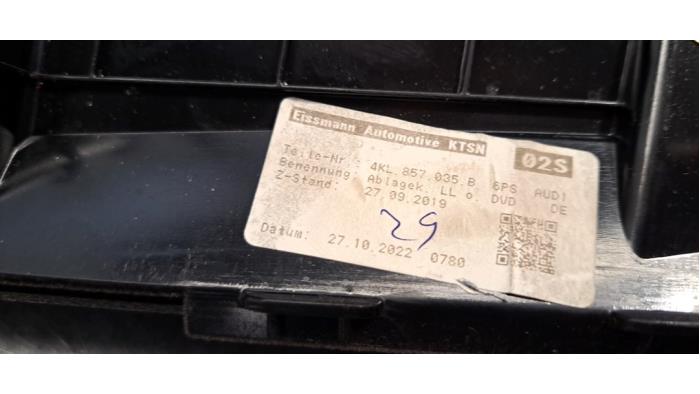 Eissmann Automotive KTSN 02S
Teile-Nr.: 4KL.857.035.B 6PS AUDI
Benennung: Ablagek. LL o. DVD DE
Z-Stand: 27.09.2019
29
Datum: 27.10.2022 0780